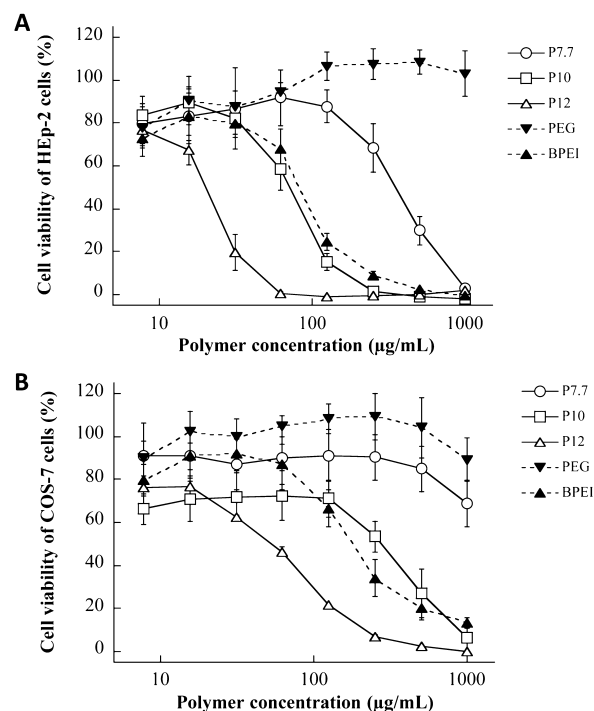 A
Cell viability of HEp-2 cells (%)
120
100
80
60
40
20
0
10
100
1000
Polymer concentration (µg/mL)
P7.7
P10
P12
PEG
BPEI
B
Cell viability of COS-7 cells (%)
120
100
80
60
40
20
0
10
100
1000
Polymer concentration (µg/mL)
P7.7
P10
P12
PEG
BPEI